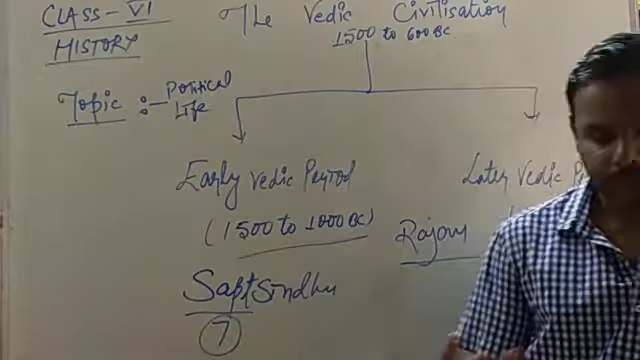 CLASS-VI
The Vedic Civilisation
HISTORY
1500 to 600 BC
Topic :- Political
Life
Early Vedic Period
Later Vedic P
(1500 to 1000 BC)
Rajan
SaptSindhu
7